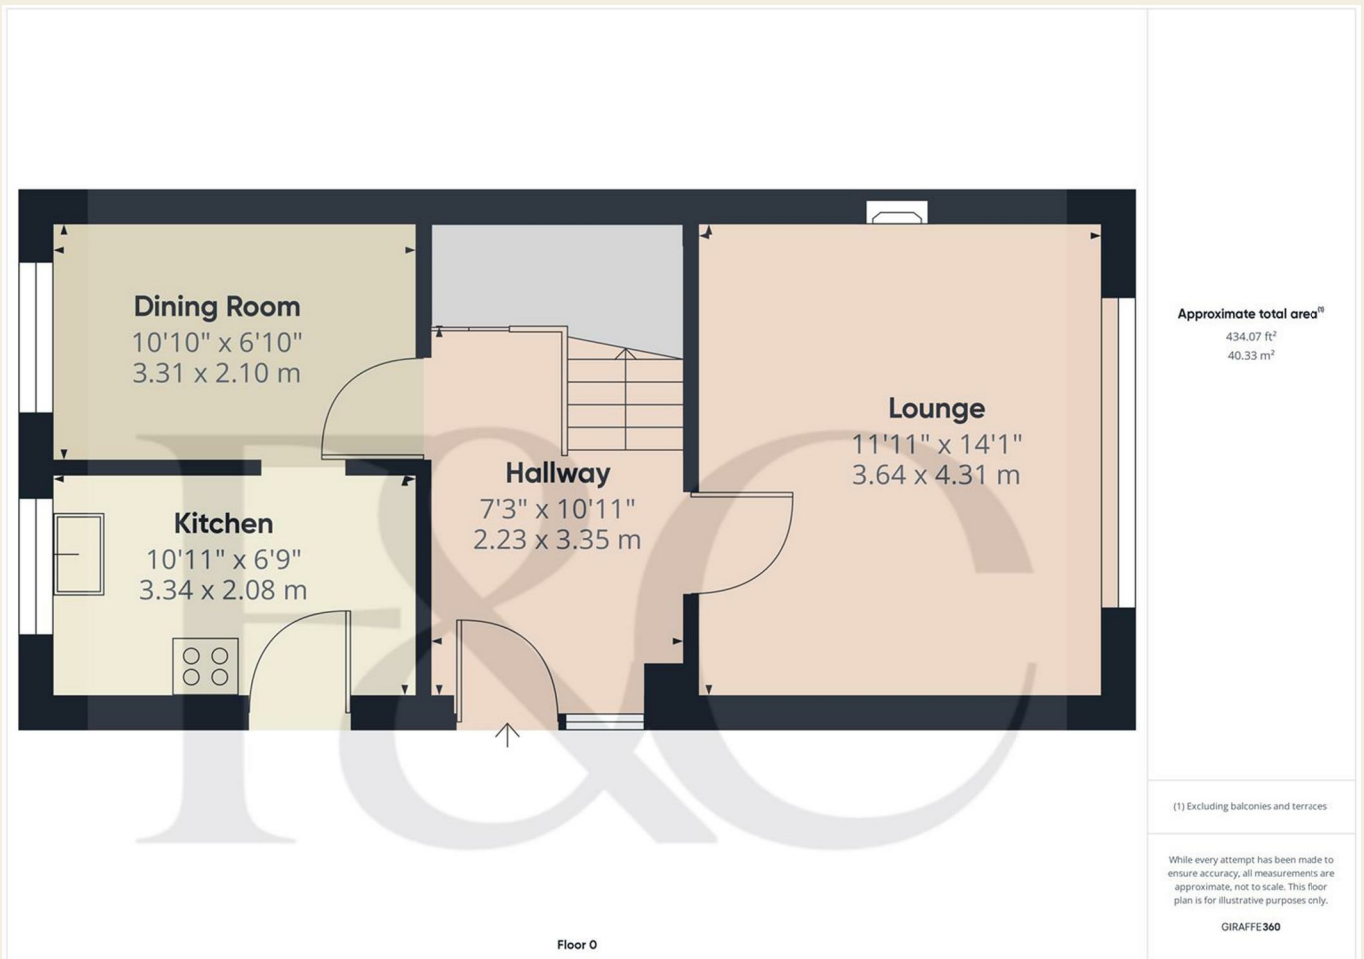 Dining Room
10'10" x 6'10"
3.31 x 2.10 m
Kitchen
10'11" x 6'9"
3.34 x 2.08 m
Hallway
7'3" x 10'11"
2.23 x 3.35 m
Lounge
11'11" x 14'1"
3.64 x 4.31 m
F&C
Floor 0
Approximate total area(1)
434.07 ft²
40.33 m²
(1) Excluding balconies and terraces
While every attempt has been made to
ensure accuracy, all measurements are
approximate, not to scale. This floor
plan is for illustrative purposes only.
GIRAFFE360